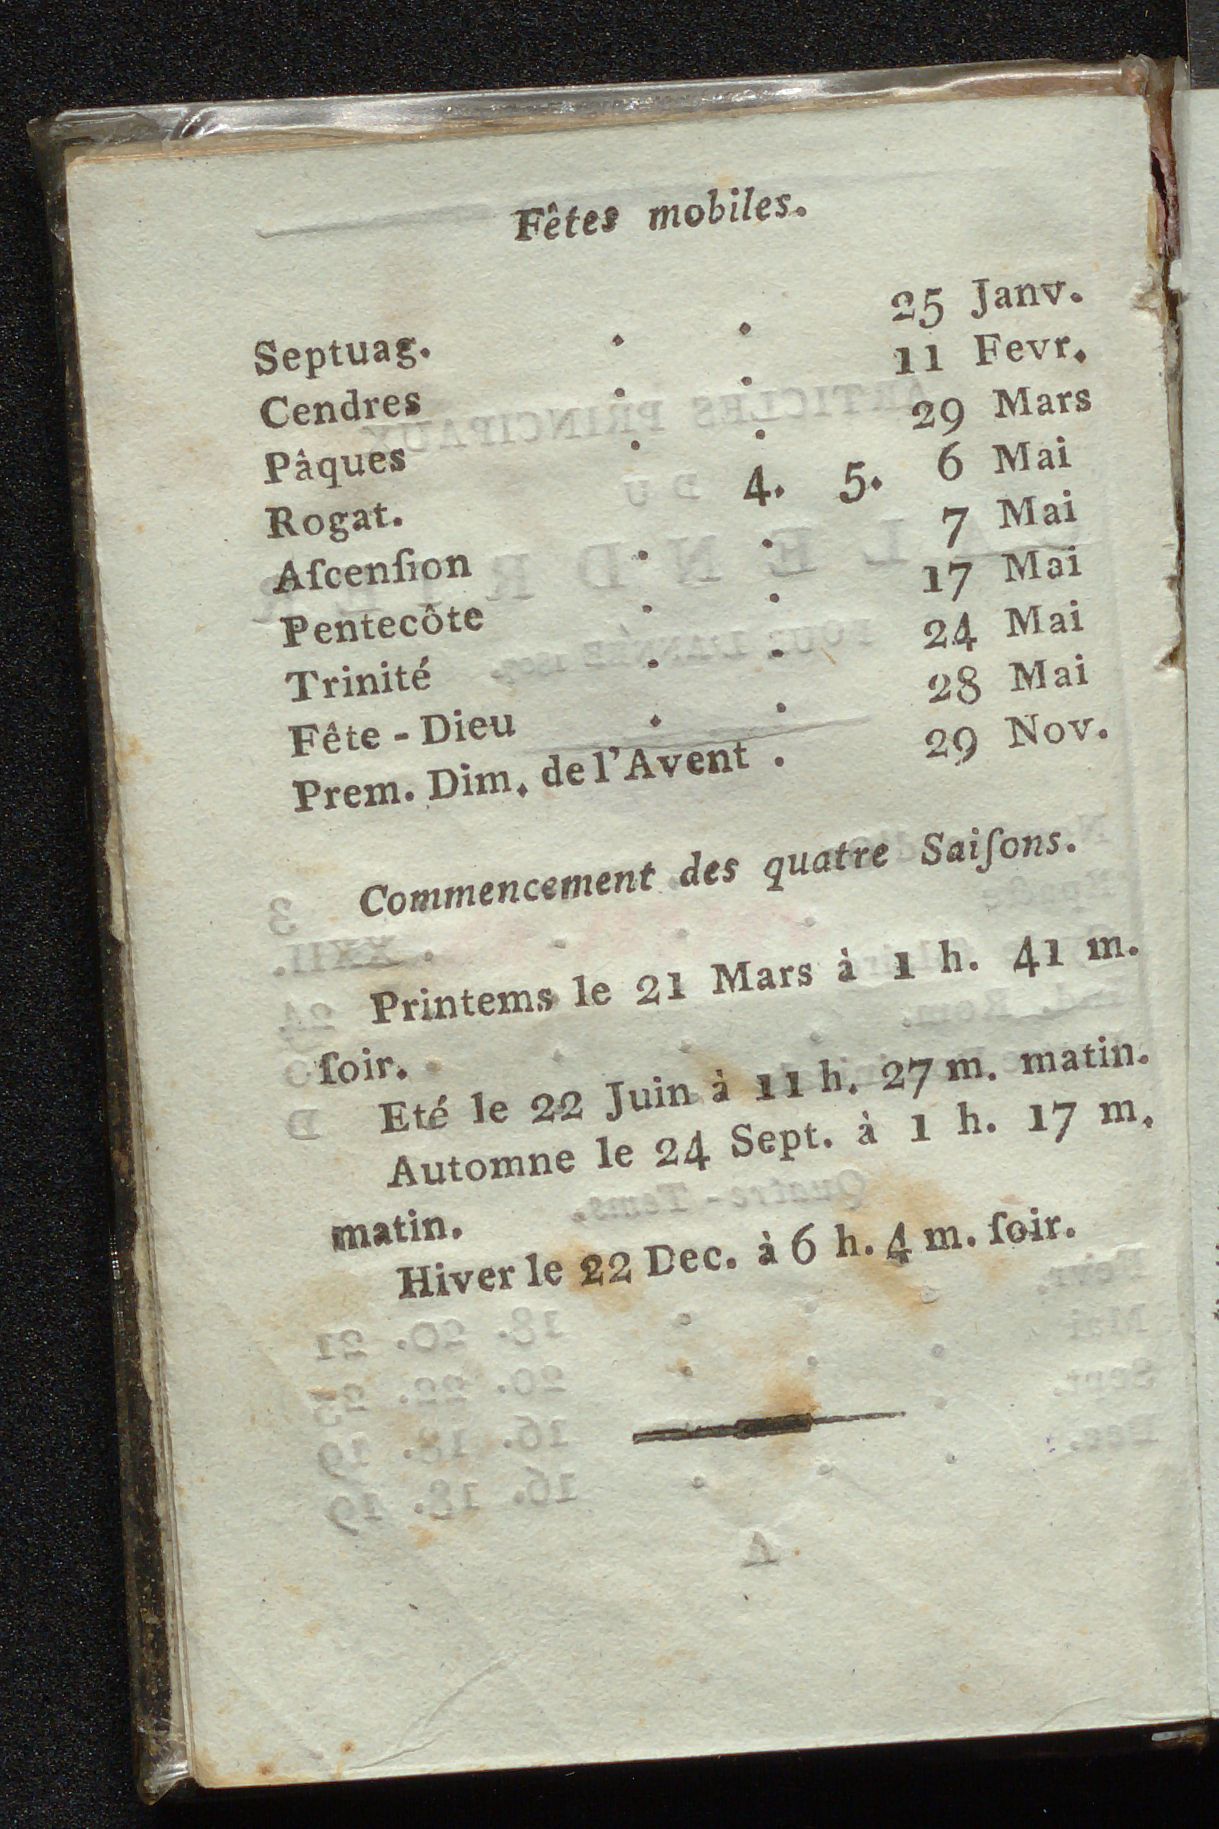 Fêtes mobiles.
Septuag. . . 25 Janv.
Cendres . . 11 Fevr.
Pâques . . 29 Mars
Rogat. 4. 5. 6 Mai
Aſcenſion . . 7 Mai
Pentecôte . . 17 Mai
Trinité . . 24 Mai
Fête - Dieu . . 28 Mai
Prem. Dim. de l'Avent . 29 Nov.
Commencement des quatre Saiſons.
Printems le 21 Mars à 1 h. 41 m.
ſoir.
Eté le 22 Juin à 11 h. 27 m. matin.
Automne le 24 Sept. à 1 h. 17 m.
matin.
Hiver le 22 Dec. à 6 h. 4 m. ſoir.